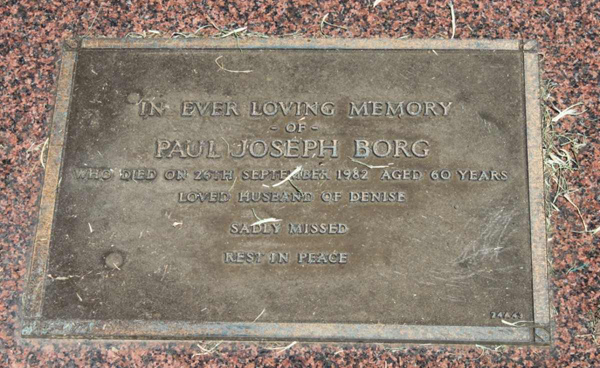 IN EVER LOVING MEMORY
~ OF ~
PAUL JOSEPH BORG
WHO DIED ON SEPTEMBER 1982 AGED 60 YEARS
LOVED HUSBAND OF DENISE
SADLY MISSED
REST IN PEACE